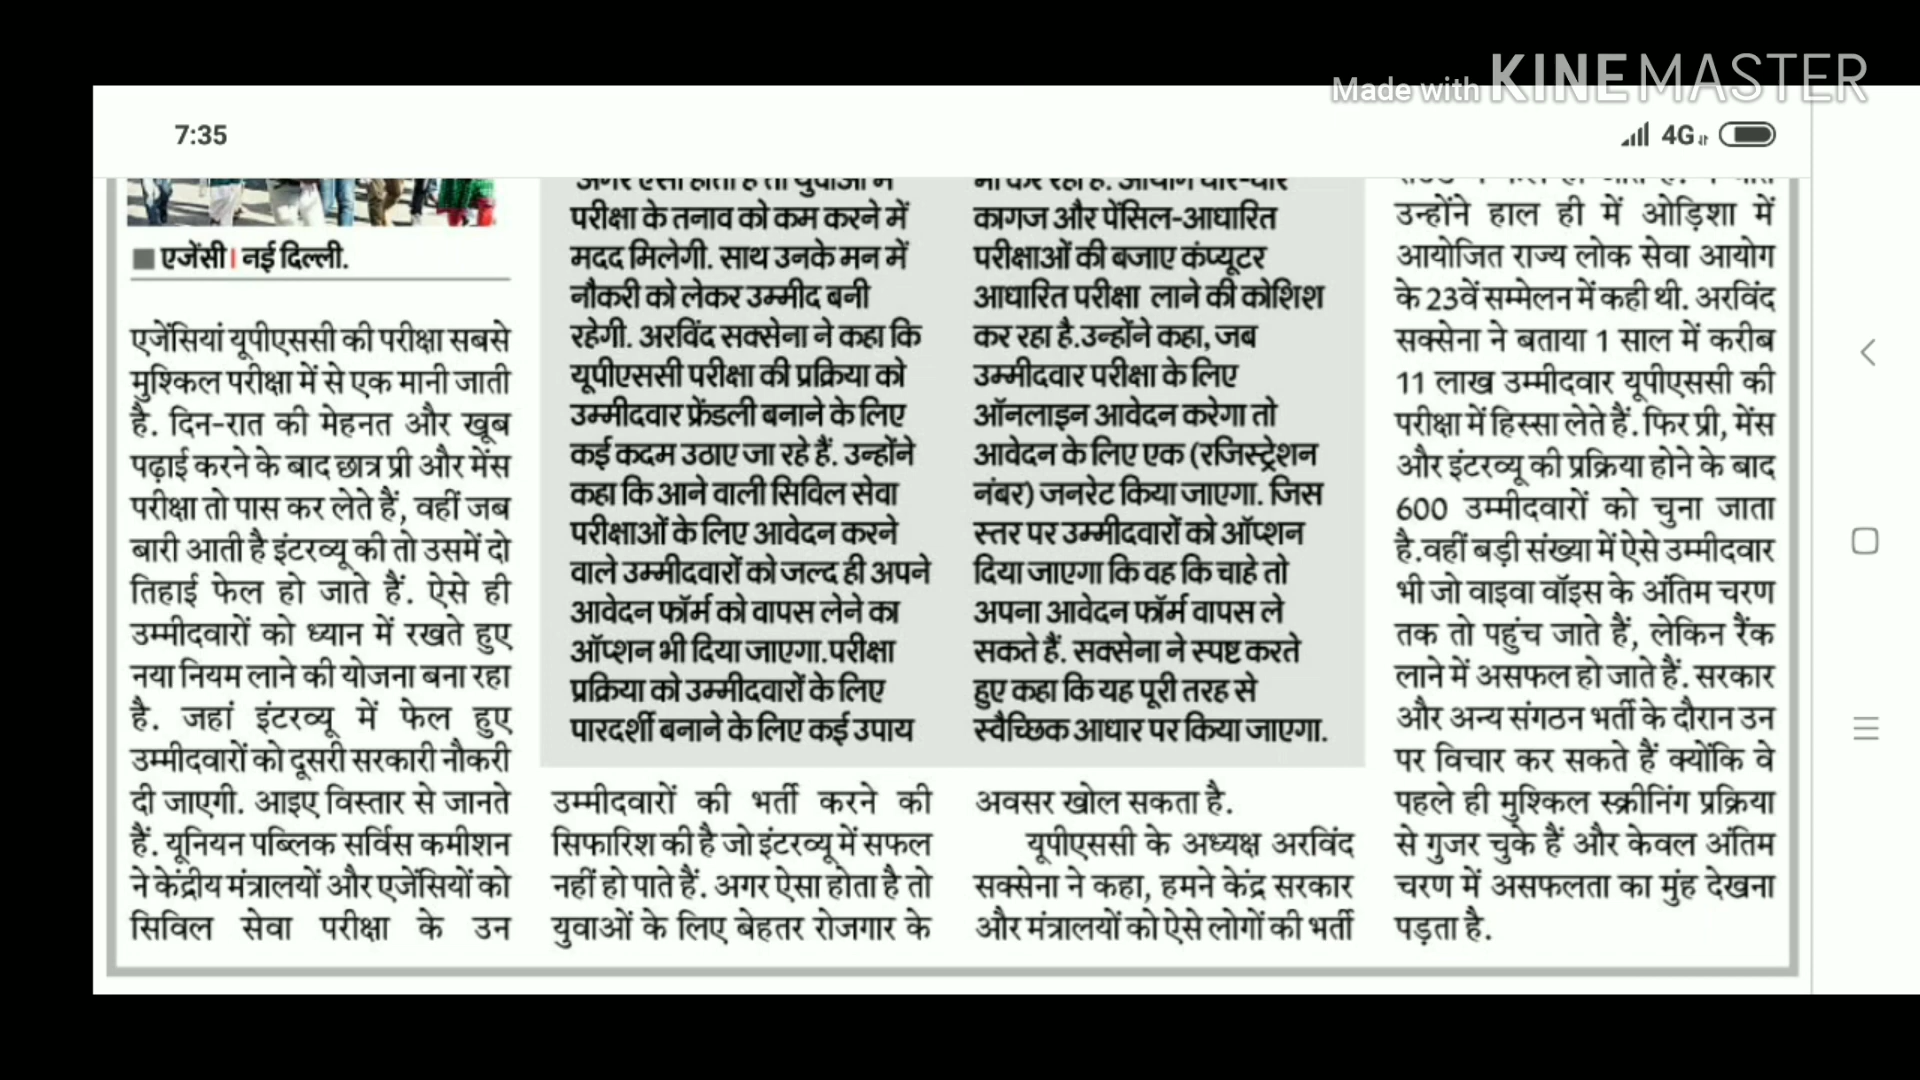 Made with KINEMASTER
7:35
4G
एजेंसी। नई दिल्ली.
एजेंसियां यूपीएससी की परीक्षा सबसे
मुश्किल परीक्षा में से एक मानी जाती
है. दिन-रात की मेहनत और खूब
पढ़ाई करने के बाद छात्र प्री और मेंस
परीक्षा तो पास कर लेते हैं, वहीं जब
बारी आती है इंटरव्यू की तो उसमें दो
तिहाई फेल हो जाते हैं. ऐसे ही
उम्मीदवारों को ध्यान में रखते हुए
नया नियम लाने की योजना बना रहा
है. जहां इंटरव्यू में फेल हुए
उम्मीदवारों को दूसरी सरकारी नौकरी
दी जाएगी. आइए विस्तार से जानते
हैं. यूनियन पब्लिक सर्विस कमीशन
ने केंद्रीय मंत्रालयों और एजेंसियों को
सिविल सेवा परीक्षा के उन
अगर ऐसा होता है तो युवाओं में
परीक्षा के तनाव को कम करने में
मदद मिलेगी. साथ उनके मन में
नौकरी को लेकर उम्मीद बनी
रहेगी. अरविंद सक्सेना ने कहा कि
यूपीएससी परीक्षा की प्रक्रिया को
उम्मीदवार फ्रेंडली बनाने के लिए
कई कदम उठाए जा रहे हैं. उन्होंने
कहा कि आने वाली सिविल सेवा
परीक्षाओं के लिए आवेदन करने
वाले उम्मीदवारों को जल्द ही अपने
आवेदन फॉर्म को वापस लेने का
ऑप्शन भी दिया जाएगा.परीक्षा
प्रक्रिया को उम्मीदवारों के लिए
पारदर्शी बनाने के लिए कई उपाय
भी कर रहा है. आयोग धीरे-धीरे
कागज और पेंसिल-आधारित
परीक्षाओं की बजाए कंप्यूटर
आधारित परीक्षा लाने की कोशिश
कर रहा है.उन्होंने कहा, जब
उम्मीदवार परीक्षा के लिए
ऑनलाइन आवेदन करेगा तो
आवेदन के लिए एक (रजिस्ट्रेशन
नंबर) जनरेट किया जाएगा. जिस
स्तर पर उम्मीदवारों को ऑप्शन
दिया जाएगा कि वह कि चाहे तो
अपना आवेदन फॉर्म वापस ले
सकते हैं. सक्सेना ने स्पष्ट करते
हुए कहा कि यह पूरी तरह से
स्वैच्छिक आधार पर किया जाएगा.
उम्मीदवारों की भर्ती करने की
सिफारिश की है जो इंटरव्यू में सफल
नहीं हो पाते हैं. अगर ऐसा होता है तो
युवाओं के लिए बेहतर रोजगार के
अवसर खोल सकता है.
यूपीएससी के अध्यक्ष अरविंद
सक्सेना ने कहा, हमने केंद्र सरकार
और मंत्रालयों को ऐसे लोगों की भर्ती
उन्होंने हाल ही में ओड़िशा में
आयोजित राज्य लोक सेवा आयोग
के 23वें सम्मेलन में कही थी. अरविंद
सक्सेना ने बताया 1 साल में करीब
11 लाख उम्मीदवार यूपीएससी की
परीक्षा में हिस्सा लेते हैं. फिर प्री, मेंस
और इंटरव्यू की प्रक्रिया होने के बाद
600 उम्मीदवारों को चुना जाता
है.वहीं बड़ी संख्या में ऐसे उम्मीदवार
भी जो वाइवा वॉइस के अंतिम चरण
तक तो पहुंच जाते हैं, लेकिन रैंक
लाने में असफल हो जाते हैं. सरकार
और अन्य संगठन भर्ती के दौरान उन
पर विचार कर सकते हैं क्योंकि वे
पहले ही मुश्किल स्क्रीनिंग प्रक्रिया
से गुजर चुके हैं और केवल अंतिम
चरण में असफलता का मुंह देखना
पड़ता है.